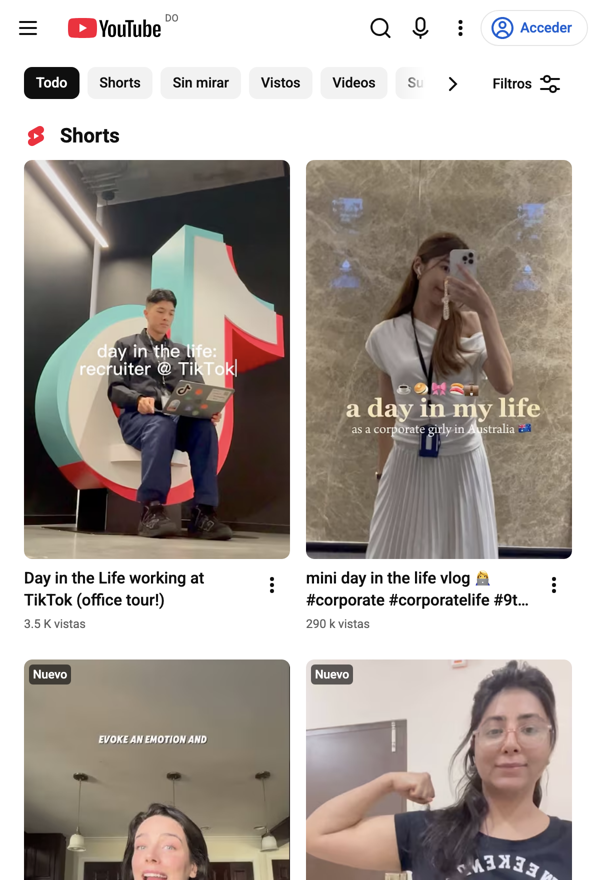 YouTube DO
Acceder
Todo
Shorts
Sin mirar
Vistos
Videos
Su
Filtros
Shorts
day in the life:
recruiter @ TikTok
a day in my life
as a corporate girly in Australia 🇦🇺
Day in the Life working at
TikTok (office tour!)
3.5 K vistas
mini day in the life vlog 👩🏻‍💻
#corporate #corporatelife #9t...
290 k vistas
Nuevo
EVOKE AN EMOTION AND
Nuevo
WEEKEN